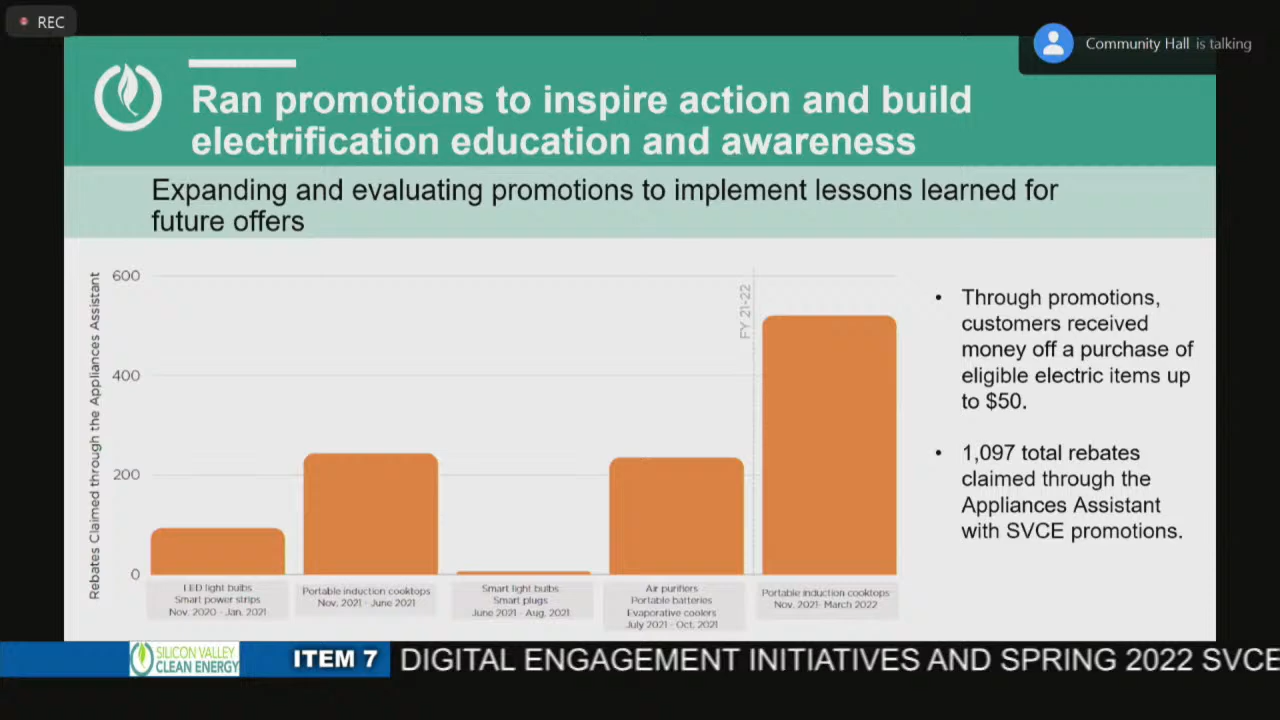 REC
Community Hall is talking
Ran promotions to inspire action and build
electrification education and awareness
Expanding and evaluating promotions to implement lessons learned for
future offers
Rebates Claimed through the Appliances Assistant
600
400
200
0
FY 21-22
LED light bulbs
Smart power strips
Nov. 2020 - Jan. 2021
Portable induction cooktops
Nov. 2021 - June 2021
Smart light bulbs
Smart plugs
June 2021 - Aug. 2021
Air purifiers
Portable batteries
Evaporative coolers
July 2021 - Oct. 2021
Portable induction cooktops
Nov. 2021- March 2022
• Through promotions,
customers received
money off a purchase of
eligible electric items up
to $50.
• 1,097 total rebates
claimed through the
Appliances Assistant
with SVCE promotions.
SILICON VALLEY
CLEAN ENERGY
ITEM 7
DIGITAL ENGAGEMENT INITIATIVES AND SPRING 2022 SVCE